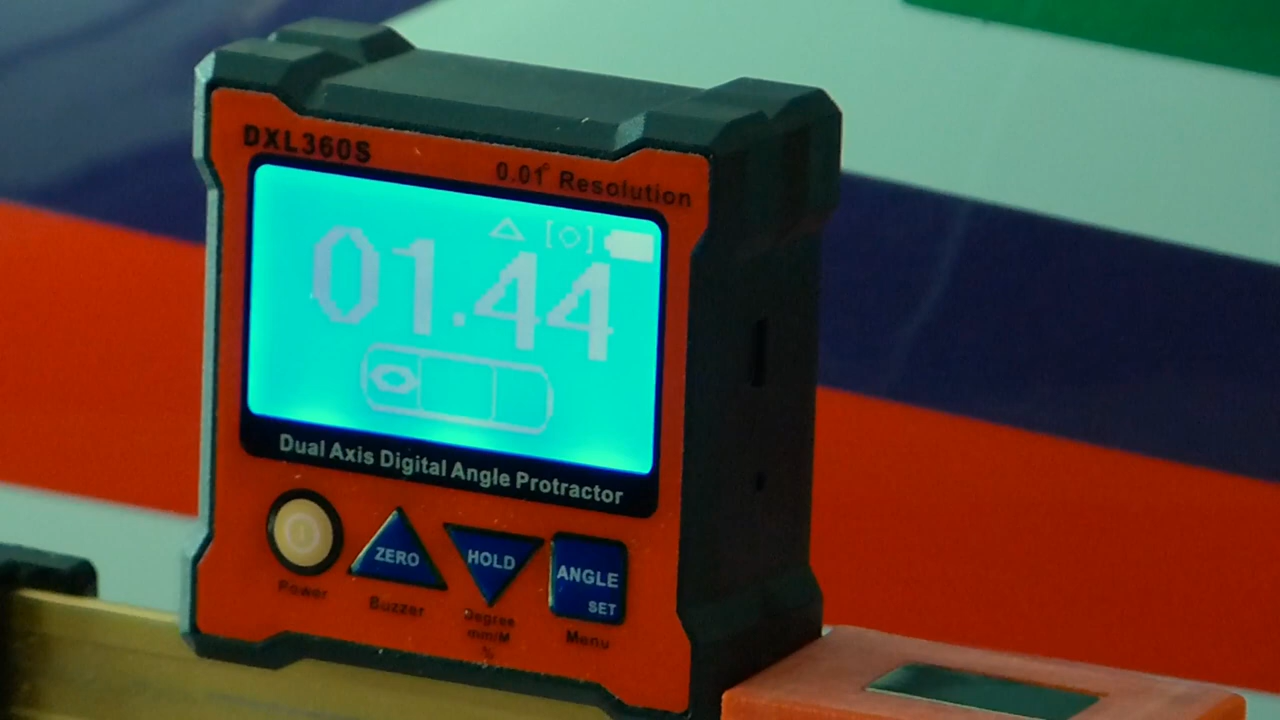 DXL360S
0.01° Resolution
01.44
Dual Axis Digital Angle Protractor
ZERO
HOLD
ANGLE
SET
Power
Buzzer
Degree
mm/M
%
Menu